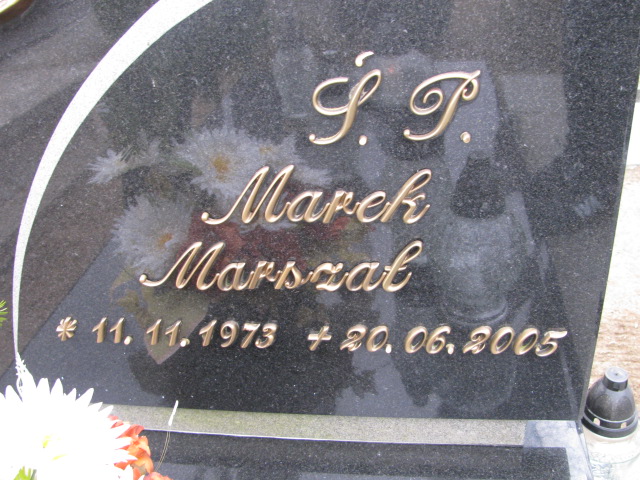 Ś. P.
Marek
Marszał
* 11. 11. 1973 + 20. 06. 2005